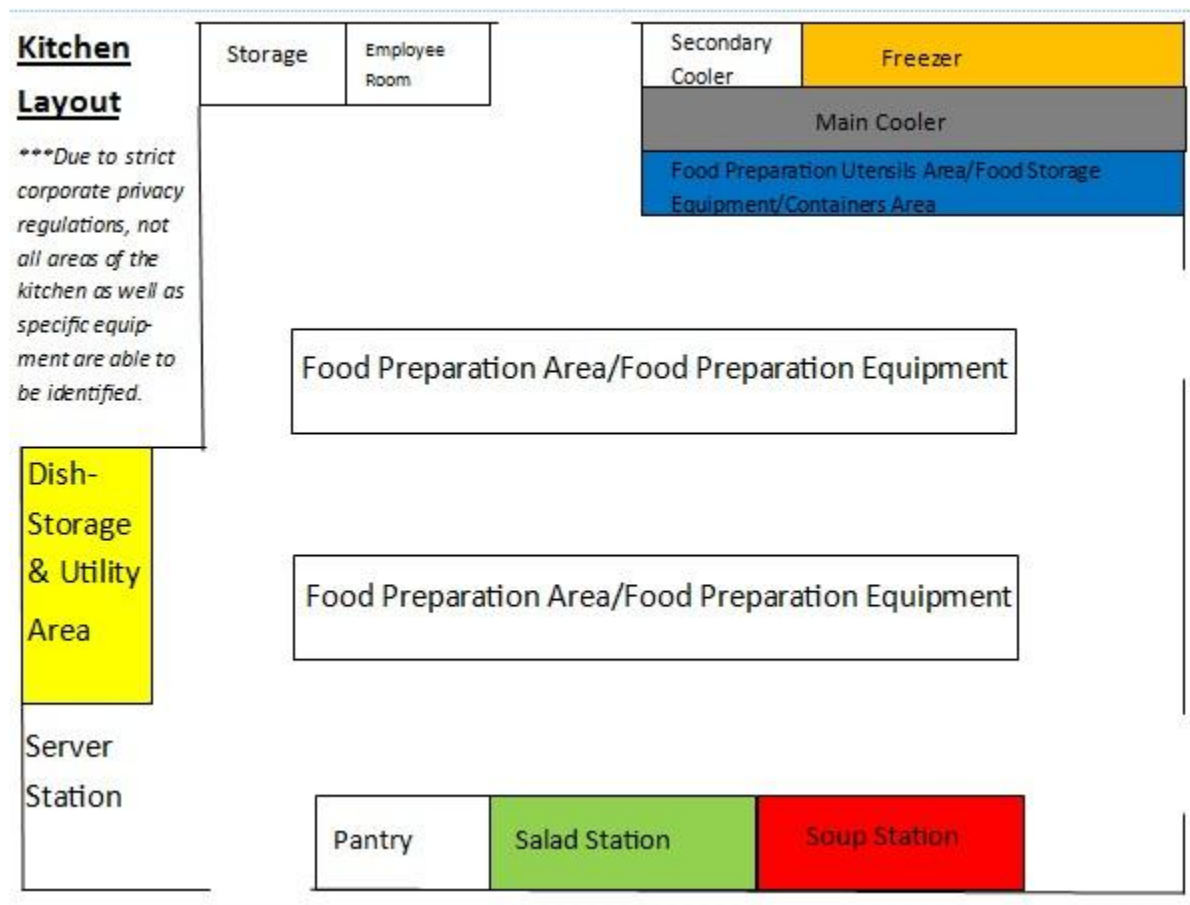 Kitchen
Layout
***Due to strict
corporate privacy
regulations, not
all areas of the
kitchen as well as
specific equip-
ment are able to
be identified.
Storage
Employee
Room
Secondary
Cooler
Freezer
Main Cooler
Food Preparation Utensils Area/Food Storage
Equipment/Containers Area
Food Preparation Area/Food Preparation Equipment
Dish-
Storage
& Utility
Area
Food Preparation Area/Food Preparation Equipment
Server
Station
Pantry
Salad Station
Soup Station